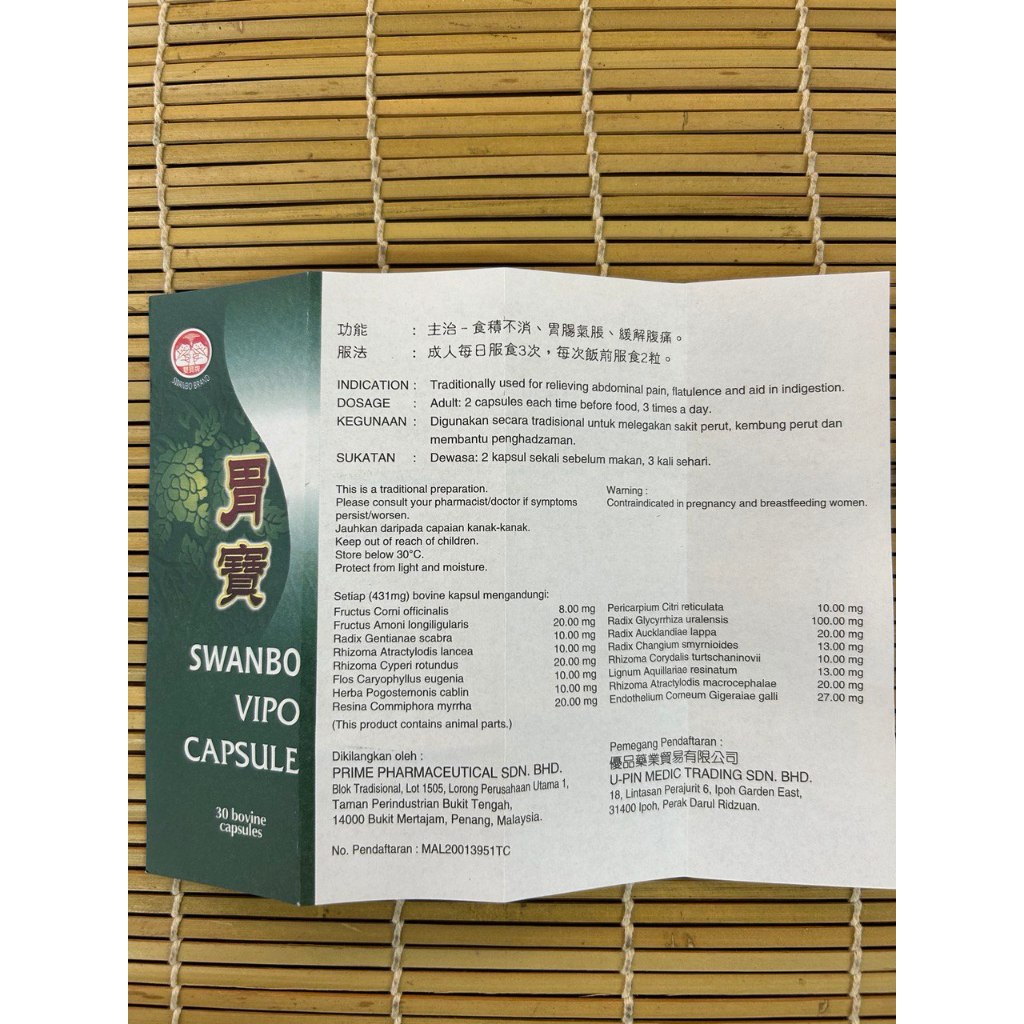 雙寶牌
SWANBO BRAND
胃寶
SWANBO
VIPO
CAPSULE
30 bovine
capsules
功能 : 主治 - 食積不消、胃腸氣脹、緩解腹痛。
服法 : 成人每日服食3次，每次飯前服食2粒。
INDICATION : Traditionally used for relieving abdominal pain, flatulence and aid in indigestion.
DOSAGE : Adult: 2 capsules each time before food, 3 times a day.
KEGUNAAN : Digunakan secara tradisional untuk melegakan sakit perut, kembung perut dan
membantu penghadzaman.
SUKATAN : Dewasa: 2 kapsul sekali sebelum makan, 3 kali sehari.
This is a traditional preparation.
Please consult your pharmacist/doctor if symptoms
persist/worsen.
Jauhkan daripada capaian kanak-kanak.
Keep out of reach of children.
Store below 30°C.
Protect from light and moisture.
Warning :
Contraindicated in pregnancy and breastfeeding women.
Setiap (431mg) bovine kapsul mengandungi:
Fructus Corni officinalis 8.00 mg
Fructus Amoni longiligularis 20.00 mg
Radix Gentianae scabra 10.00 mg
Rhizoma Atractylodis lancea 10.00 mg
Rhizoma Cyperi rotundus 20.00 mg
Flos Caryophyllus eugenia 10.00 mg
Herba Pogostemonis cablin 10.00 mg
Resina Commiphora myrrha 20.00 mg
(This product contains animal parts.)
Pericarpium Citri reticulata 10.00 mg
Radix Glycyrrhiza uralensis 100.00 mg
Radix Aucklandiae lappa 20.00 mg
Radix Changium smyrnioides 13.00 mg
Rhizoma Corydalis turtschaninovii 10.00 mg
Lignum Aquillariae resinatum 13.00 mg
Rhizoma Atractylodis macrocephalae 20.00 mg
Endothelium Corneum Gigeraiae galli 27.00 mg
Dikilangkan oleh :
PRIME PHARMACEUTICAL SDN. BHD.
Blok Tradisional, Lot 1505, Lorong Perusahaan Utama 1,
Taman Perindustrian Bukit Tengah,
14000 Bukit Mertajam, Penang, Malaysia.
Pemegang Pendaftaran :
優品藥業貿易有限公司
U-PIN MEDIC TRADING SDN. BHD.
18, Lintasan Perajurit 6, Ipoh Garden East,
31400 Ipoh, Perak Darul Ridzuan.
No. Pendaftaran : MAL20013951TC